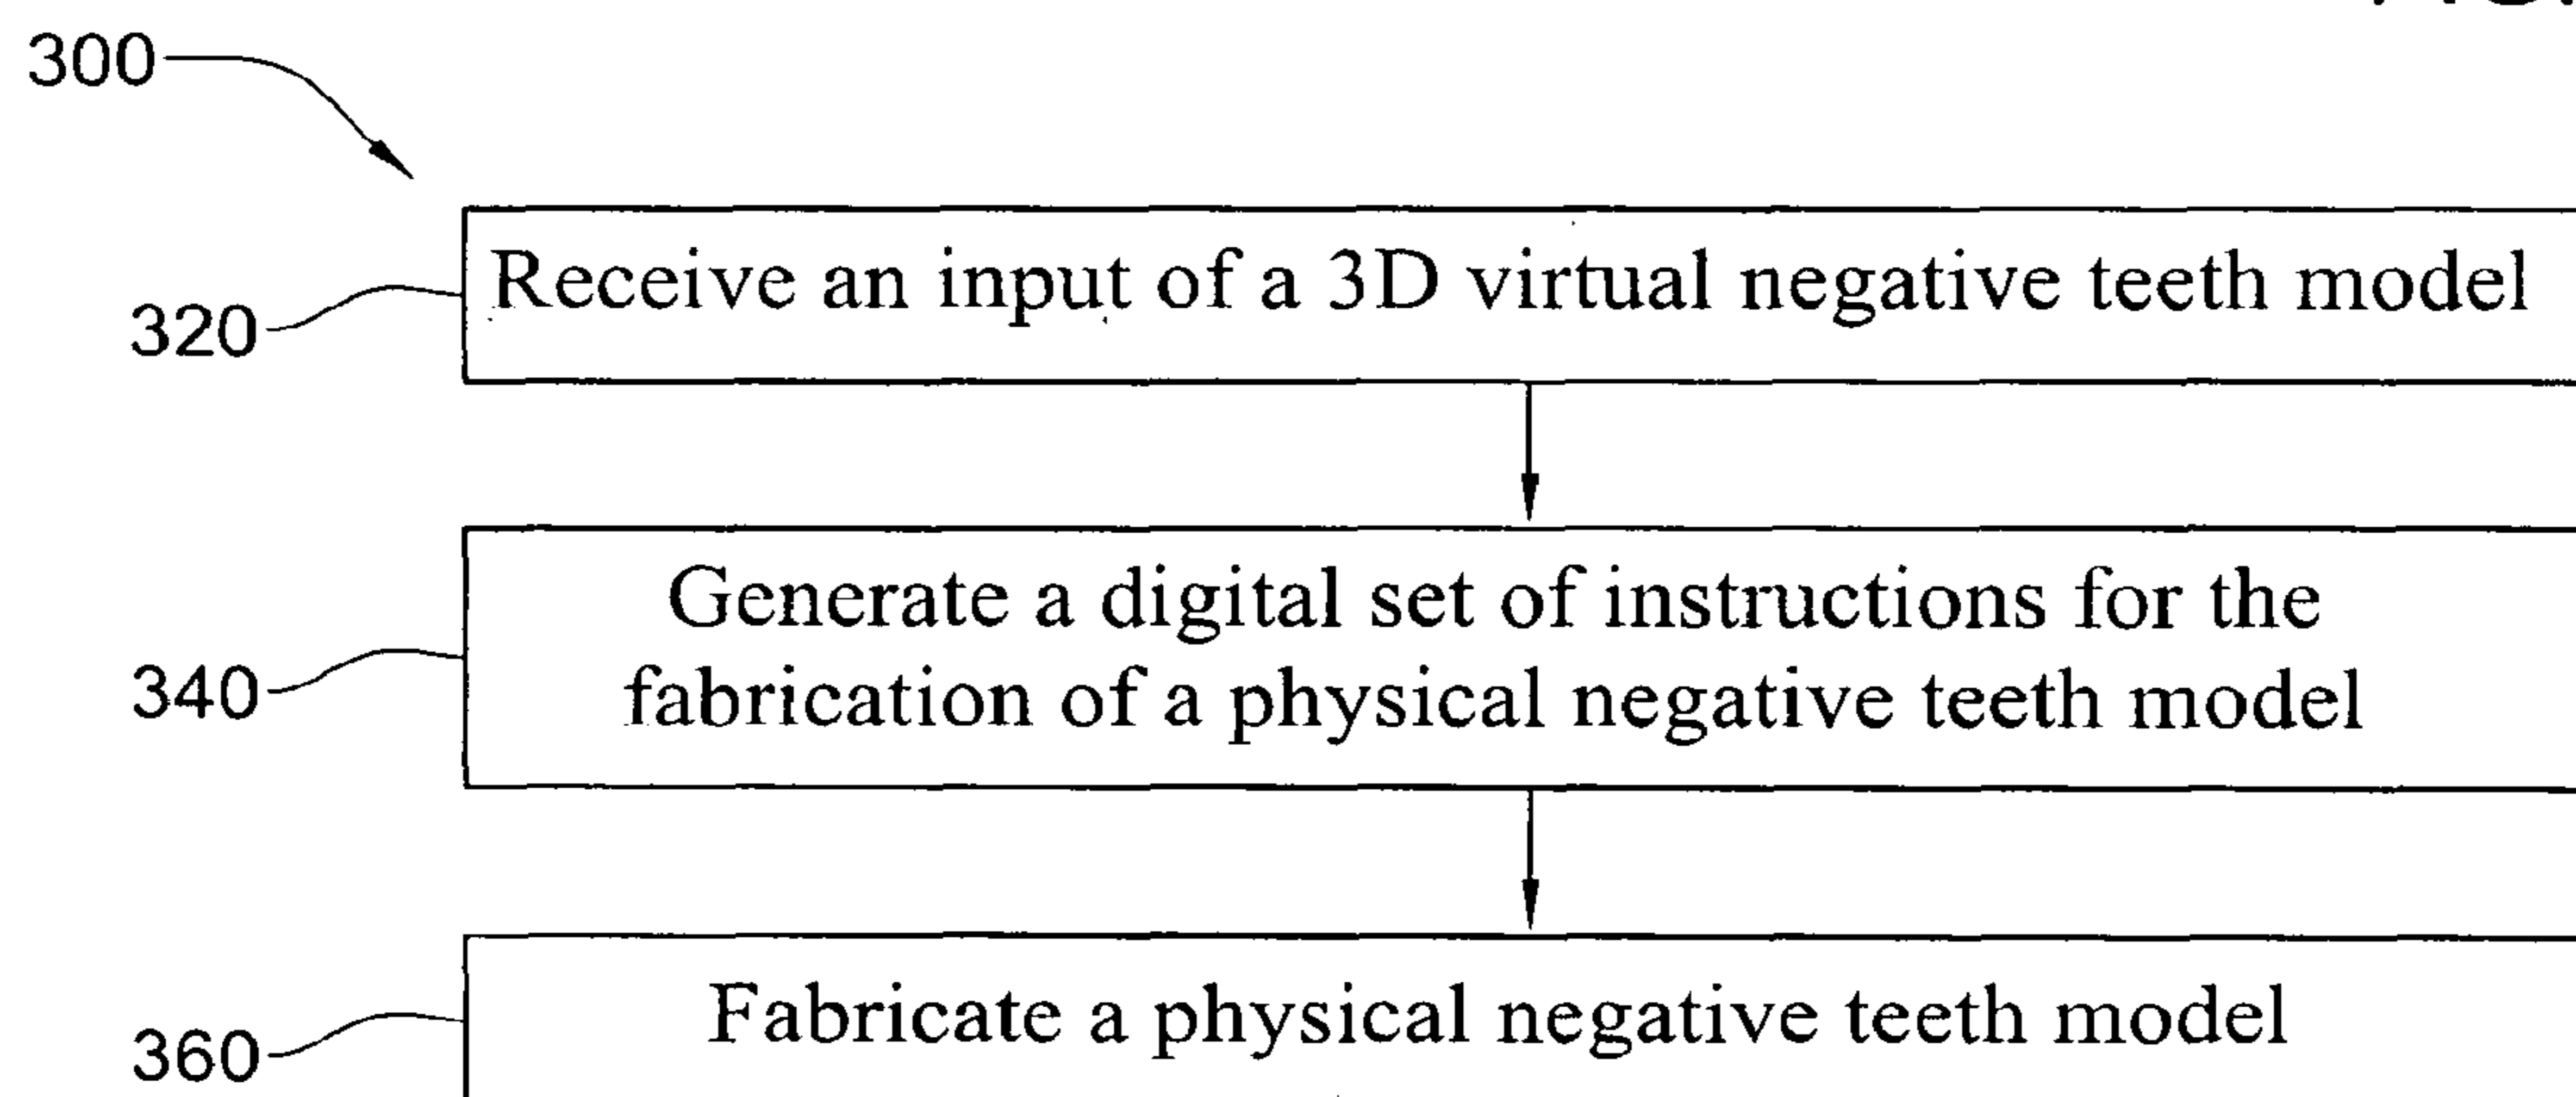 300
320
Receive an input of a 3D virtual negative teeth model
340
Generate a digital set of instructions for the
fabrication of a physical negative teeth model
360
Fabricate a physical negative teeth model